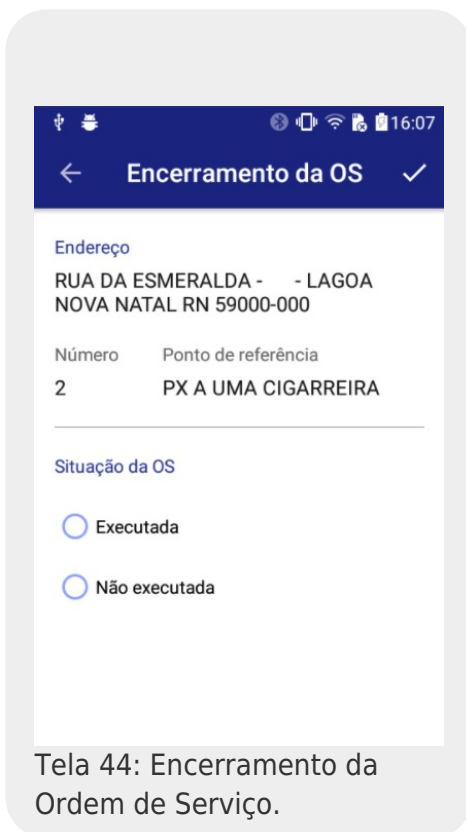 16:07
Encerramento da OS
Endereço
RUA DA ESMERALDA - - LAGOA
NOVA NATAL RN 59000-000
Número Ponto de referência
2 PX A UMA CIGARREIRA
Situação da OS
Executada
Não executada
Tela 44: Encerramento da
Ordem de Serviço.